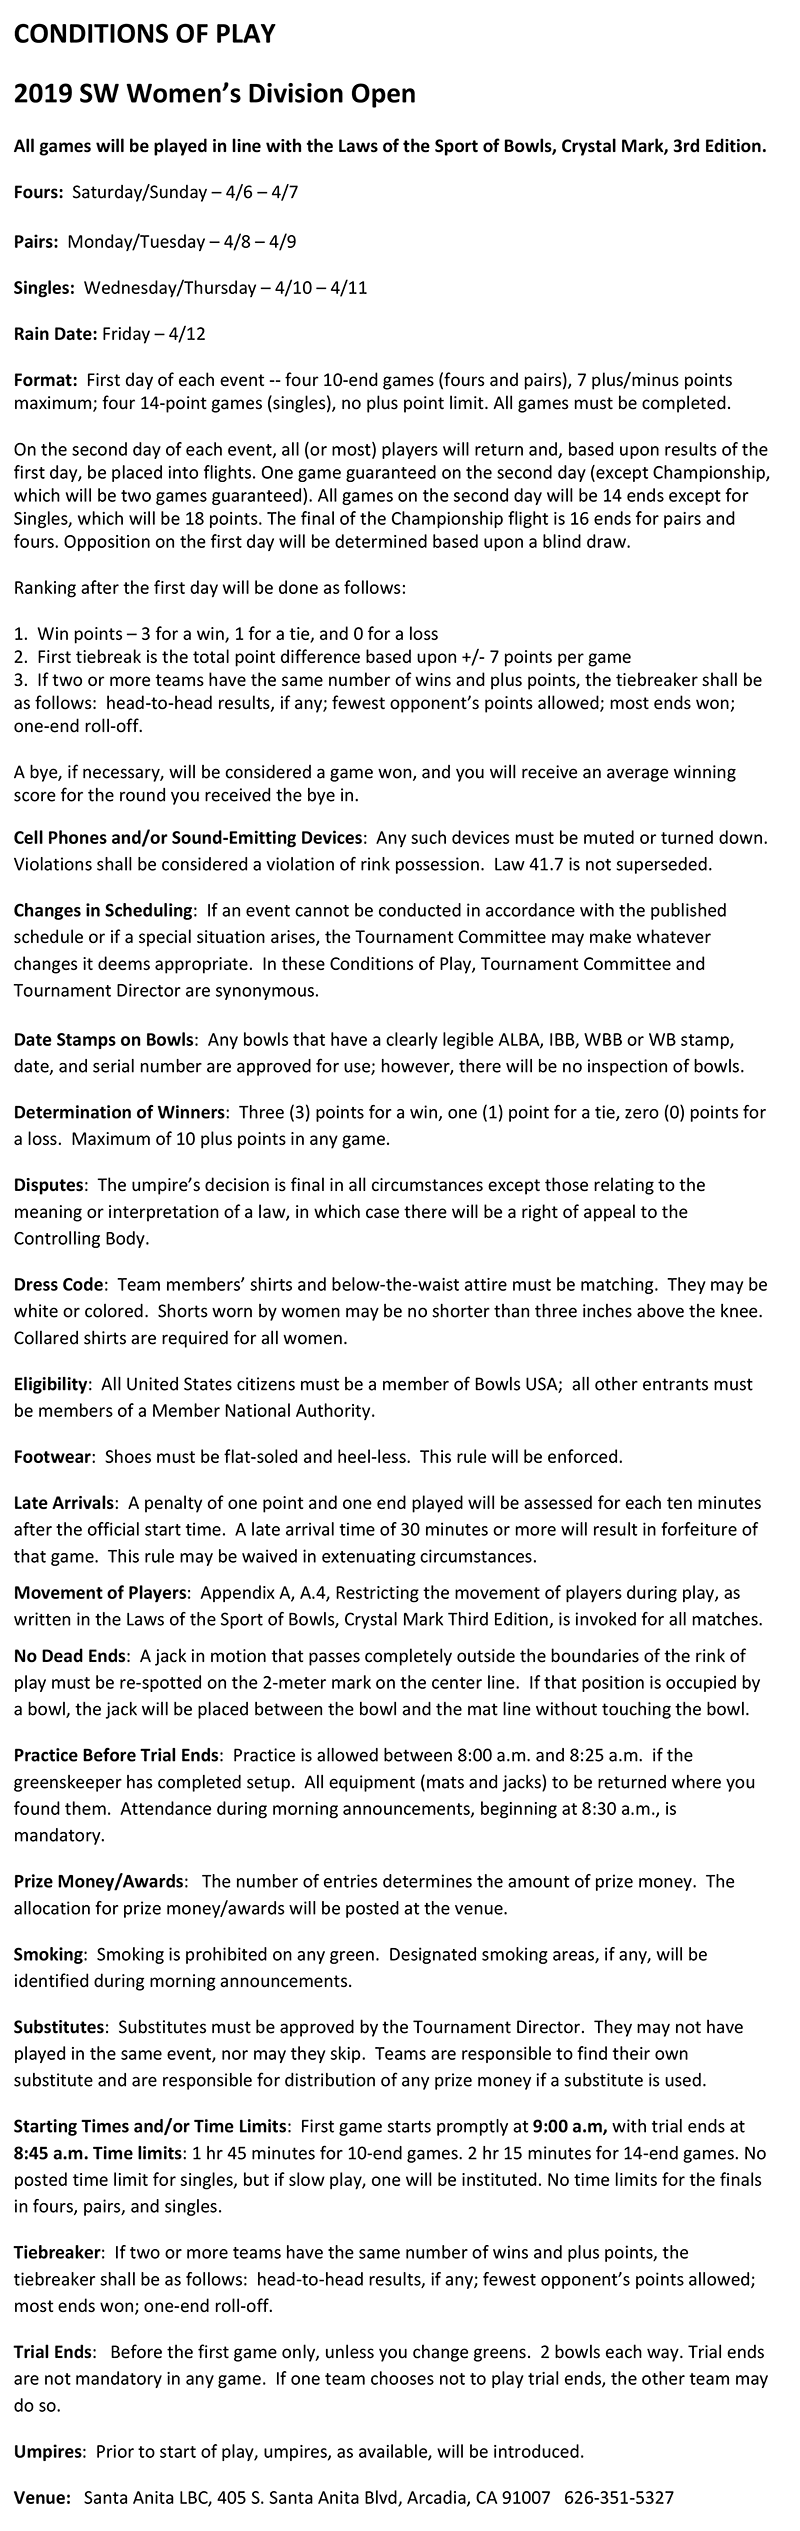 CONDITIONS OF PLAY
2019 SW Women’s Division Open
All games will be played in line with the Laws of the Sport of Bowls, Crystal Mark, 3rd Edition.
Fours:  Saturday/Sunday – 4/6 – 4/7
Pairs:  Monday/Tuesday – 4/8 – 4/9
Singles:  Wednesday/Thursday – 4/10 – 4/11
Rain Date: Friday – 4/12
Format:  First day of each event -- four 10-end games (fours and pairs), 7 plus/minus points
maximum; four 14-point games (singles), no plus point limit. All games must be completed.
On the second day of each event, all (or most) players will return and, based upon results of the
first day, be placed into flights. One game guaranteed on the second day (except Championship,
which will be two games guaranteed). All games on the second day will be 14 ends except for
Singles, which will be 18 points. The final of the Championship flight is 16 ends for pairs and
fours. Opposition on the first day will be determined based upon a blind draw.
Ranking after the first day will be done as follows:
1.  Win points – 3 for a win, 1 for a tie, and 0 for a loss
2.  First tiebreak is the total point difference based upon +/- 7 points per game
3.  If two or more teams have the same number of wins and plus points, the tiebreaker shall be
as follows:  head-to-head results, if any; fewest opponent’s points allowed; most ends won;
one-end roll-off.
A bye, if necessary, will be considered a game won, and you will receive an average winning
score for the round you received the bye in.
Cell Phones and/or Sound-Emitting Devices:  Any such devices must be muted or turned down.
Violations shall be considered a violation of rink possession.  Law 41.7 is not superseded.
Changes in Scheduling:  If an event cannot be conducted in accordance with the published
schedule or if a special situation arises, the Tournament Committee may make whatever
changes it deems appropriate.  In these Conditions of Play, Tournament Committee and
Tournament Director are synonymous.
Date Stamps on Bowls:  Any bowls that have a clearly legible ALBA, IBB, WBB or WB stamp,
date, and serial number are approved for use; however, there will be no inspection of bowls.
Determination of Winners:  Three (3) points for a win, one (1) point for a tie, zero (0) points for
a loss.  Maximum of 10 plus points in any game.
Disputes:  The umpire’s decision is final in all circumstances except those relating to the
meaning or interpretation of a law, in which case there will be a right of appeal to the
Controlling Body.
Dress Code:  Team members’ shirts and below-the-waist attire must be matching.  They may be
white or colored.  Shorts worn by women may be no shorter than three inches above the knee.
Collared shirts are required for all women.
Eligibility:  All United States citizens must be a member of Bowls USA;  all other entrants must
be members of a Member National Authority.
Footwear:  Shoes must be flat-soled and heel-less.  This rule will be enforced.
Late Arrivals:  A penalty of one point and one end played will be assessed for each ten minutes
after the official start time.  A late arrival time of 30 minutes or more will result in forfeiture of
that game.  This rule may be waived in extenuating circumstances.
Movement of Players:  Appendix A, A.4, Restricting the movement of players during play, as
written in the Laws of the Sport of Bowls, Crystal Mark Third Edition, is invoked for all matches.
No Dead Ends:  A jack in motion that passes completely outside the boundaries of the rink of
play must be re-spotted on the 2-meter mark on the center line.  If that position is occupied by
a bowl, the jack will be placed between the bowl and the mat line without touching the bowl.
Practice Before Trial Ends:  Practice is allowed between 8:00 a.m. and 8:25 a.m.  if the
greenskeeper has completed setup.  All equipment (mats and jacks) to be returned where you
found them.  Attendance during morning announcements, beginning at 8:30 a.m., is
mandatory.
Prize Money/Awards:   The number of entries determines the amount of prize money.  The
allocation for prize money/awards will be posted at the venue.
Smoking:  Smoking is prohibited on any green.  Designated smoking areas, if any, will be
identified during morning announcements.
Substitutes:  Substitutes must be approved by the Tournament Director.  They may not have
played in the same event, nor may they skip.  Teams are responsible to find their own
substitute and are responsible for distribution of any prize money if a substitute is used.
Starting Times and/or Time Limits:  First game starts promptly at 9:00 a.m, with trial ends at
8:45 a.m. Time limits: 1 hr 45 minutes for 10-end games. 2 hr 15 minutes for 14-end games. No
posted time limit for singles, but if slow play, one will be instituted. No time limits for the finals
in fours, pairs, and singles.
Tiebreaker:  If two or more teams have the same number of wins and plus points, the
tiebreaker shall be as follows:  head-to-head results, if any; fewest opponent’s points allowed;
most ends won; one-end roll-off.
Trial Ends:   Before the first game only, unless you change greens.  2 bowls each way. Trial ends
are not mandatory in any game.  If one team chooses not to play trial ends, the other team may
do so.
Umpires:  Prior to start of play, umpires, as available, will be introduced.
Venue:   Santa Anita LBC, 405 S. Santa Anita Blvd, Arcadia, CA 91007   626-351-5327